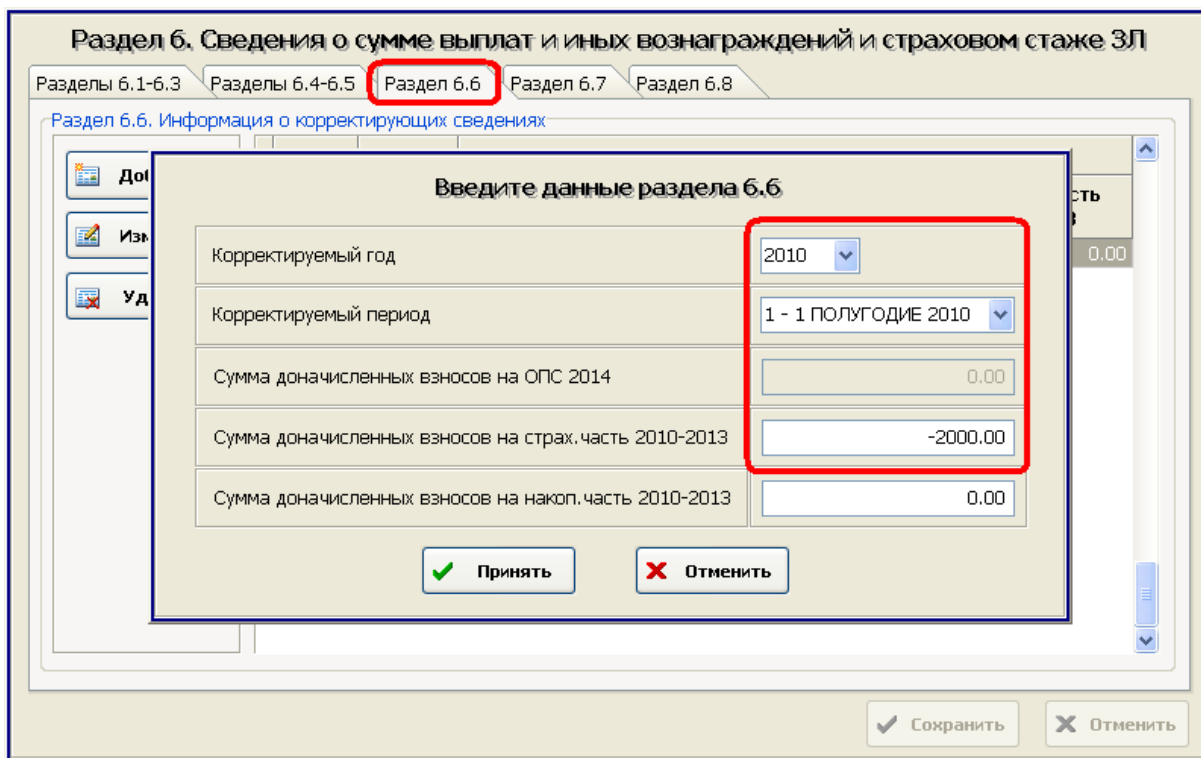 Раздел 6. Сведения о сумме выплат и иных вознаграждений и страховом стаже ЗЛ
Разделы 6.1-6.3 Разделы 6.4-6.5 Раздел 6.6 Раздел 6.7 Раздел 6.8
Раздел 6.6. Информация о корректирующих сведениях
Введите данные раздела 6.6
Корректируемый год 2010
0.00
Корректируемый период 1 - 1 ПОЛУГОДИЕ 2010
Сумма доначисленных взносов на ОПС 2014 0.00
Сумма доначисленных взносов на страх.часть 2010-2013 -2000.00
Сумма доначисленных взносов на накоп.часть 2010-2013 0.00
Принять Отменить
Сохранить Отменить